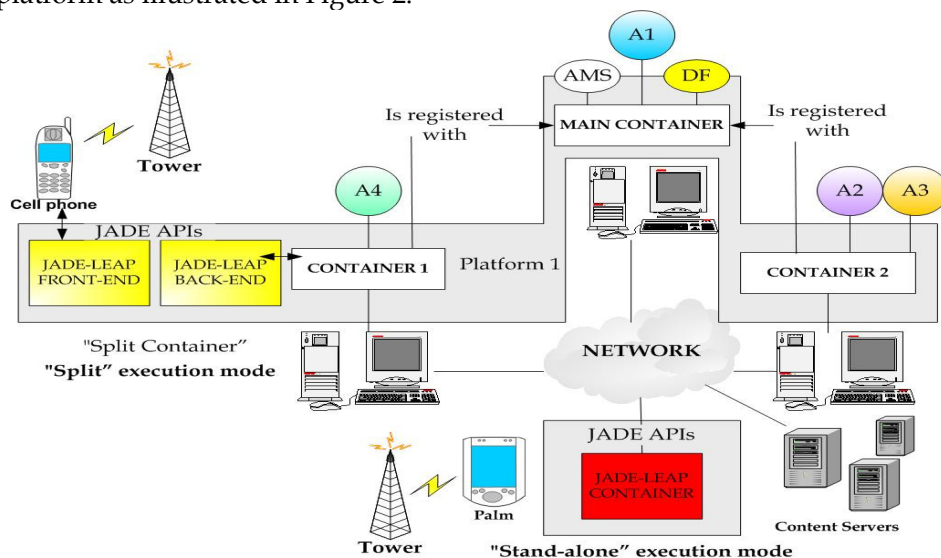 platform as illustrated in Figure 2.
A1
AMS
DF
Is registered
with
MAIN CONTAINER
Is registered
with
Tower
Cell phone
A4
A2
A3
JADE APIs
JADE-LEAP
FRONT-END
JADE-LEAP
BACK-END
CONTAINER 1
Platform 1
CONTAINER 2
"Split Container”
"Split” execution mode
NETWORK
JADE APIs
JADE-LEAP
CONTAINER
Palm
Tower
Content Servers
"Stand-alone” execution mode